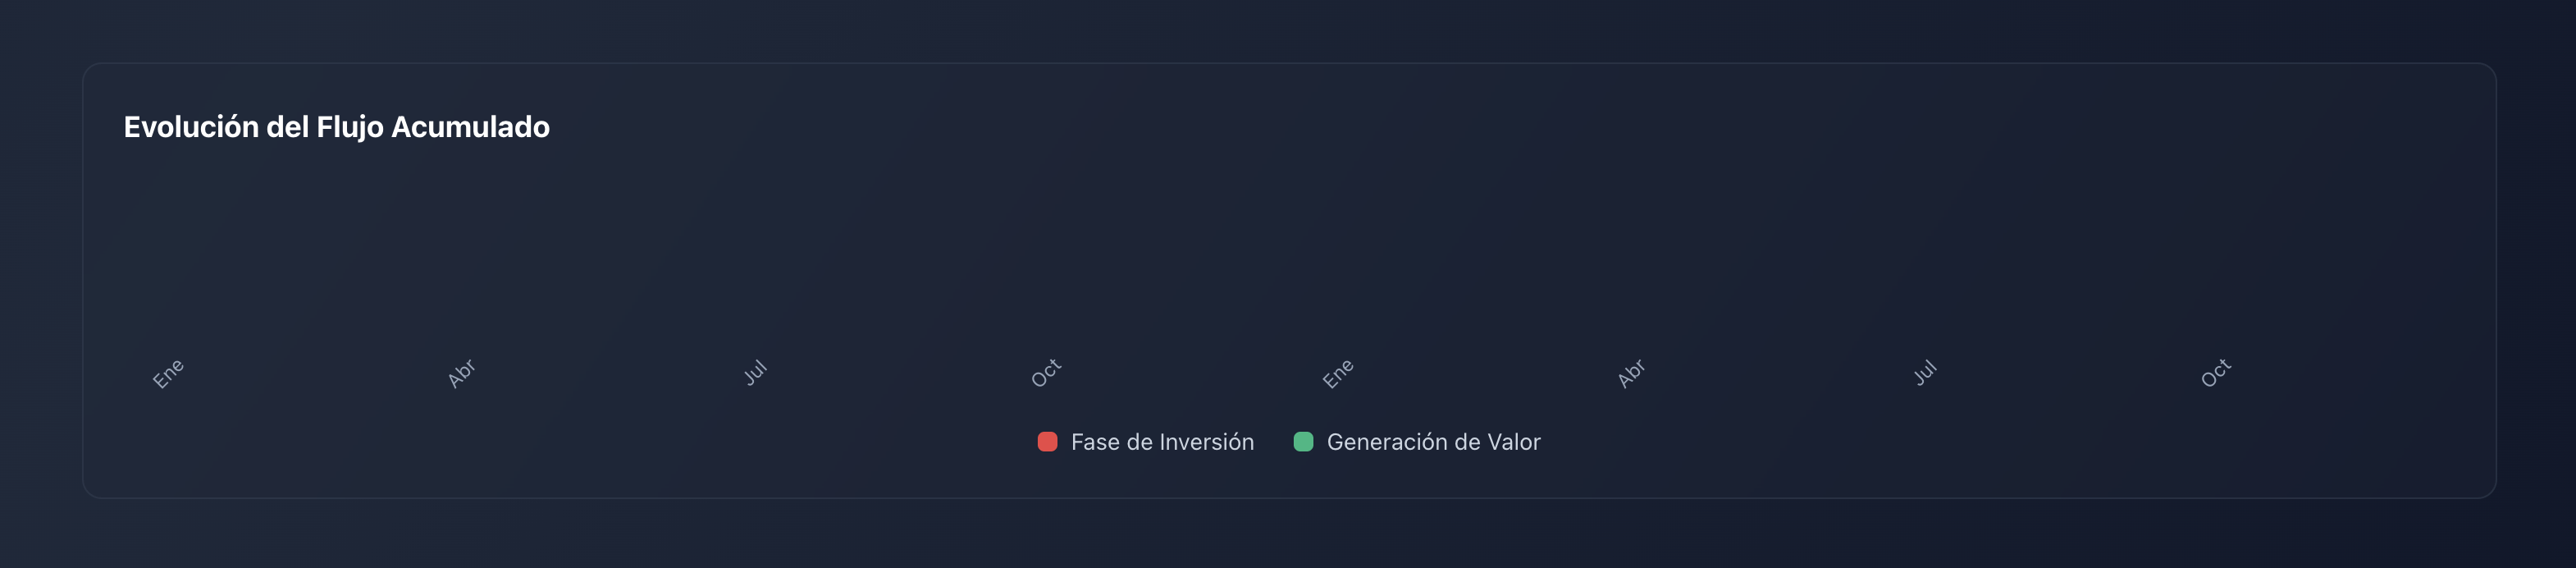 Evolución del Flujo Acumulado
Ene Abr Jul Oct Ene Abr Jul Oct
Fase de Inversión Generación de Valor